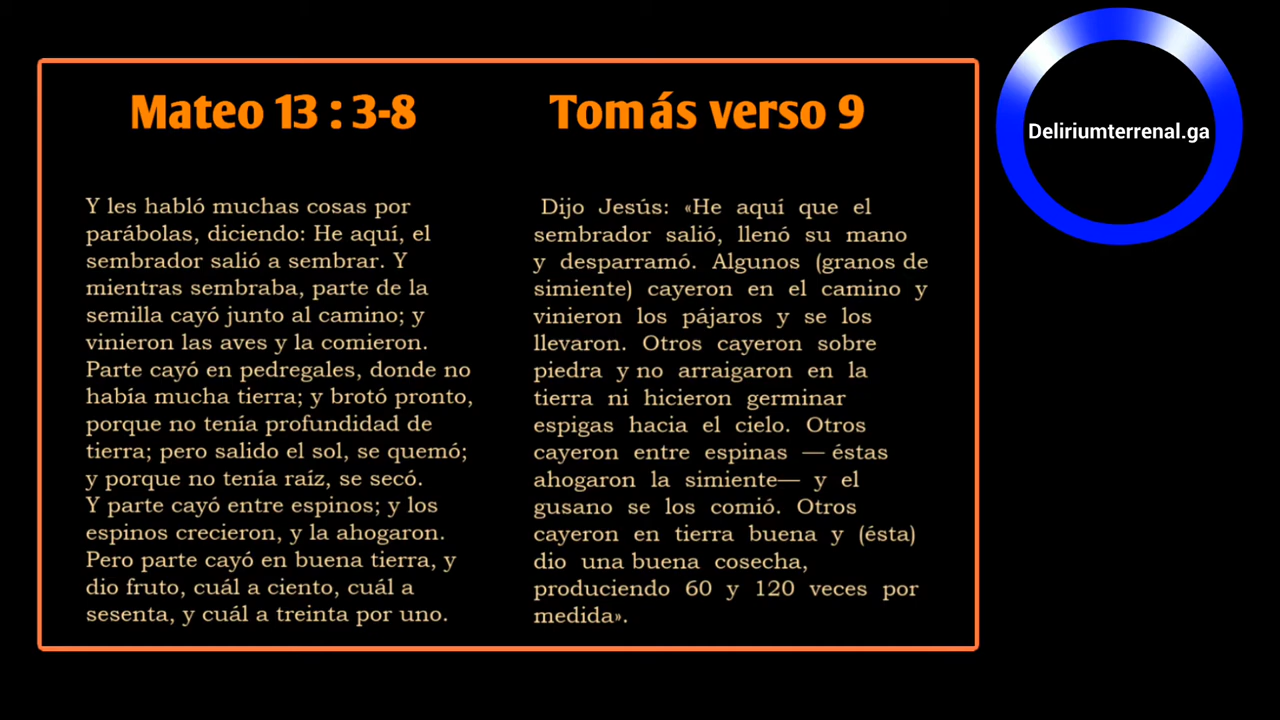 Mateo 13 : 3-8
Y les habló muchas cosas por
parábolas, diciendo: He aquí, el
sembrador salió a sembrar. Y
mientras sembraba, parte de la
semilla cayó junto al camino; y
vinieron las aves y la comieron.
Parte cayó en pedregales, donde no
había mucha tierra; y brotó pronto,
porque no tenía profundidad de
tierra; pero salido el sol, se quemó;
y porque no tenía raíz, se secó.
Y parte cayó entre espinos; y los
espinos crecieron, y la ahogaron.
Pero parte cayó en buena tierra, y
dio fruto, cuál a ciento, cuál a
sesenta, y cuál a treinta por uno.
Tomás verso 9
Dijo Jesús: «He aquí que el
sembrador salió, llenó su mano
y desparramó. Algunos (granos de
simiente) cayeron en el camino y
vinieron los pájaros y se los
llevaron. Otros cayeron sobre
piedra y no arraigaron en la
tierra ni hicieron germinar
espigas hacia el cielo. Otros
cayeron entre espinas — éstas
ahogaron la simiente— y el
gusano se los comió. Otros
cayeron en tierra buena y (ésta)
dio una buena cosecha,
produciendo 60 y 120 veces por
medida».
Deliriumterrenal.ga